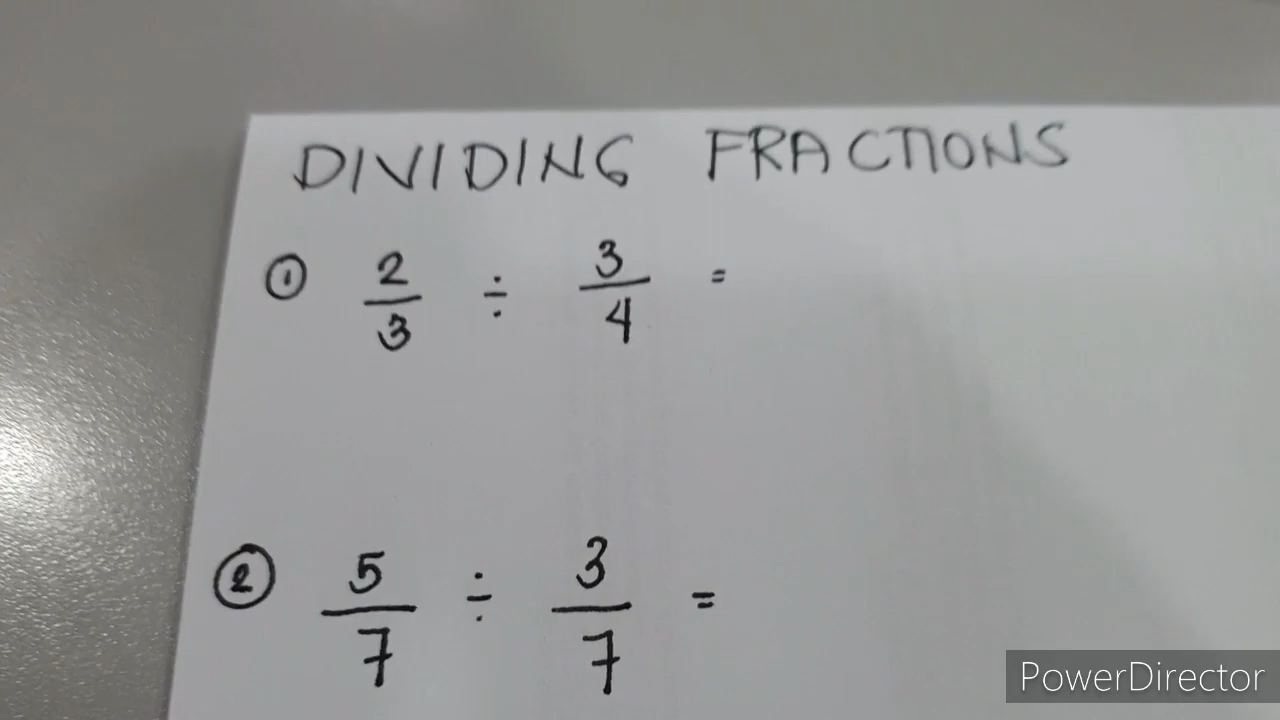 DIVIDING FRACTIONS
① 2/3 ÷ 3/4 =
② 5/7 ÷ 3/7 =
PowerDirector